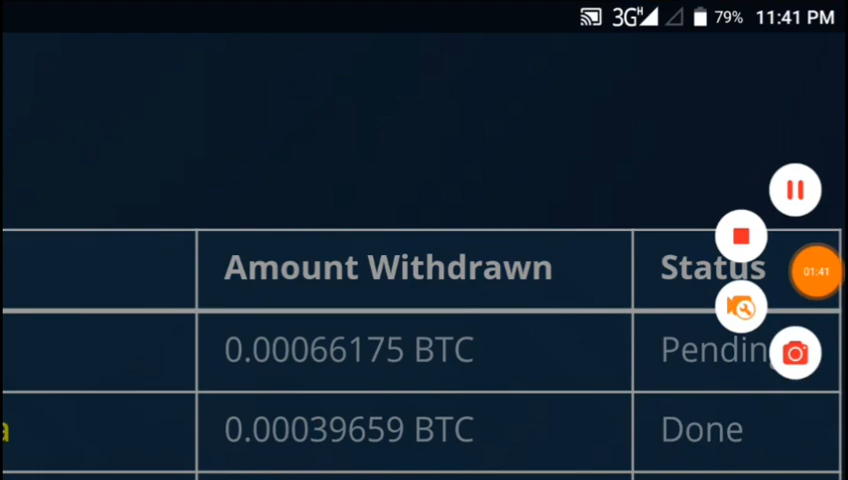 3G H 79% 11:41 PM
Amount Withdrawn Status
01:41
0.00066175 BTC Pendin
a 0.00039659 BTC Done